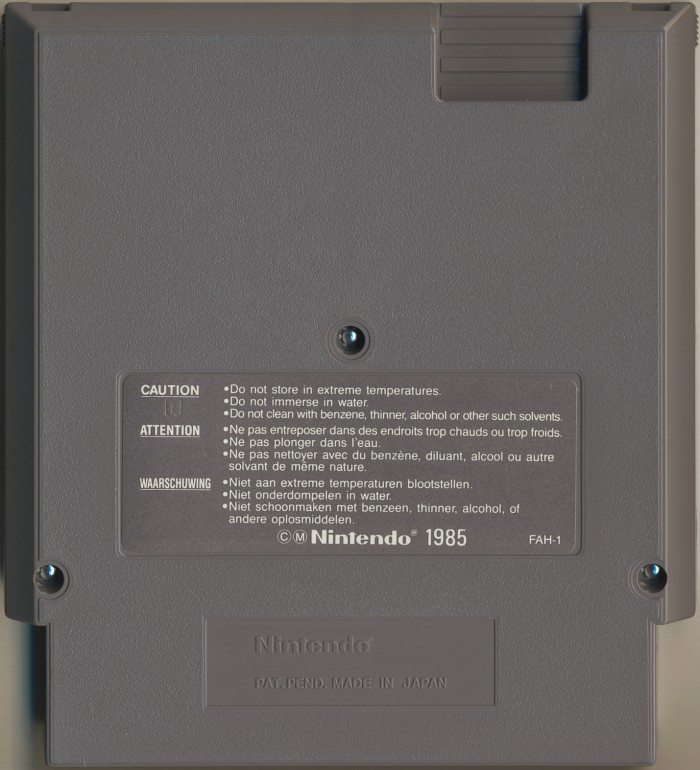 CAUTION
•Do not store in extreme temperatures.
•Do not immerse in water.
•Do not clean with benzene, thinner, alcohol or other such solvents.
ATTENTION
•Ne pas entreposer dans des endroits trop chauds ou trop froids.
•Ne pas plonger dans l'eau.
•Ne pas nettoyer avec du benzène, diluant, alcool ou autre
solvant de même nature.
WAARSCHUWING
•Niet aan extreme temperaturen blootstellen.
•Niet onderdompelen in water.
•Niet schoonmaken met benzeen, thinner, alcohol, of
andere oplosmiddelen.
ⒸⓂ Nintendo® 1985
FAH-1
Nintendo®
PAT. PEND. MADE IN JAPAN